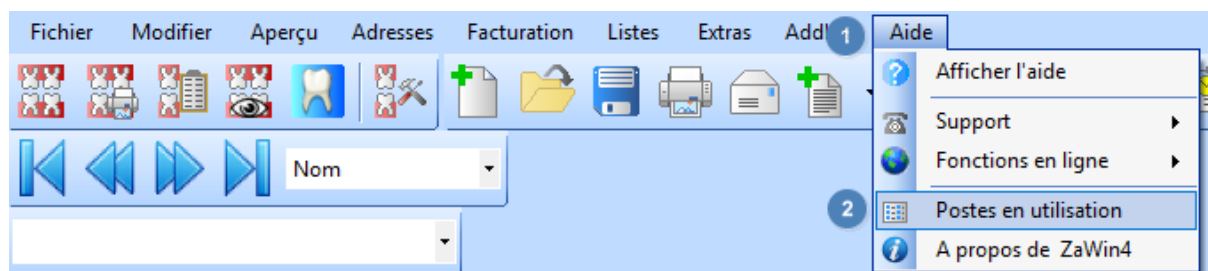 Fichier Modifier Aperçu Adresses Facturation Listes Extras 1 Aide
Afficher l'aide
Support
Fonctions en ligne
Nom
2 Postes en utilisation
A propos de ZaWin4